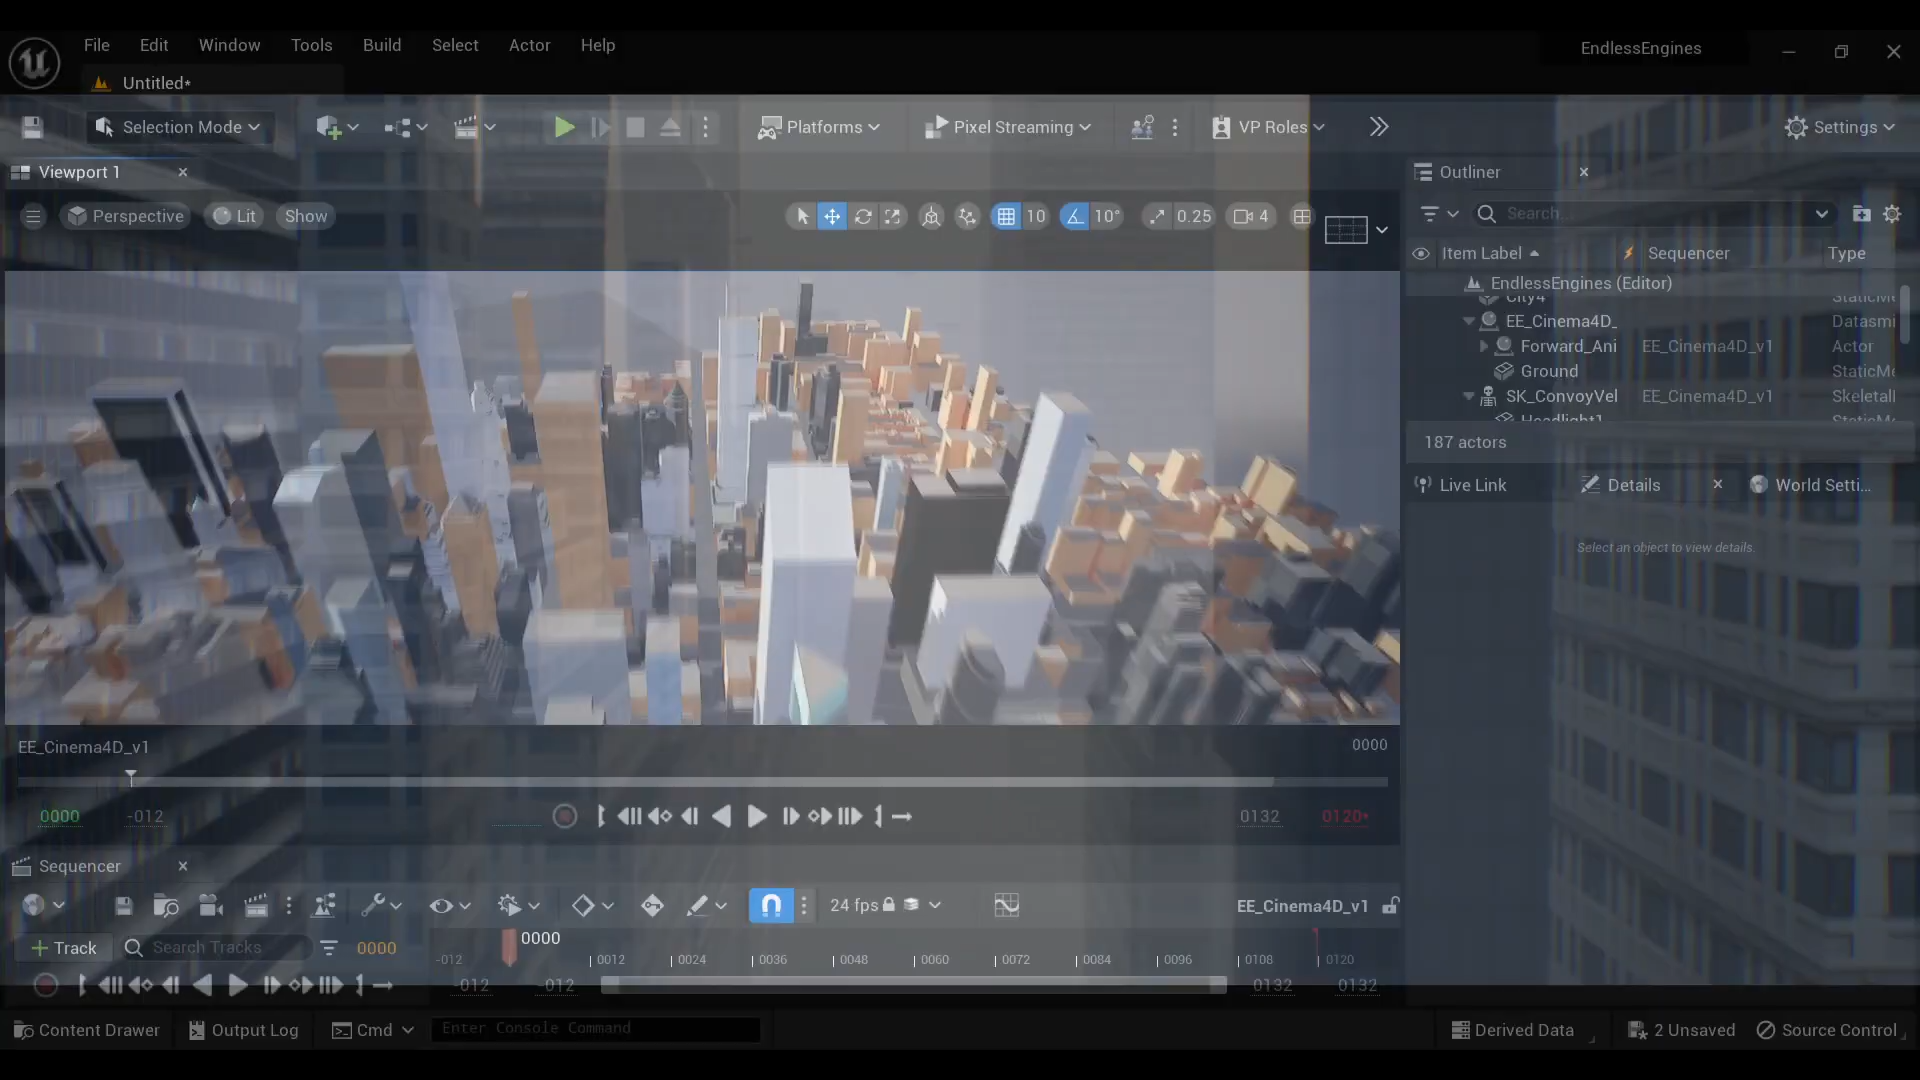 File Edit Window Tools Build Select Actor Help
EndlessEngines
Untitled*
Selection Mode
Platforms
Pixel Streaming
VP Roles
Settings
Viewport 1
Perspective
Lit
Show
10
10°
0.25
4
Outliner
Search...
Item Label
Sequencer
Type
EndlessEngines (Editor)
City4
EE_Cinema4D_
Datasmi
Forward_Ani
EE_Cinema4D_v1
Actor
Ground
StaticMe
SK_ConvoyVel
EE_Cinema4D_v1
Skeletall
Headlight1
187 actors
Live Link
Details
World Setti...
Select an object to view details.
EE_Cinema4D_v1
0000
0000
-012
0132
0120*
Sequencer
24 fps
EE_Cinema4D_v1
+ Track
Search Tracks
0000
0000
-012 0012 0024 0036 0048 0060 0072 0084 0096 0108 0120
-012 -012 0132 0132
Content Drawer
Output Log
Cmd
Enter Console Command
Derived Data
2 Unsaved
Source Control